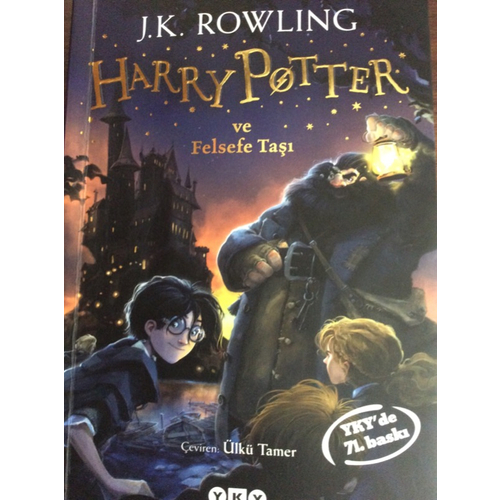 J.K. ROWLING
HARRY POTTER
ve
Felsefe Taşı
YKY'de
71. baskı
Çeviren: Ülkü Tamer
YKY